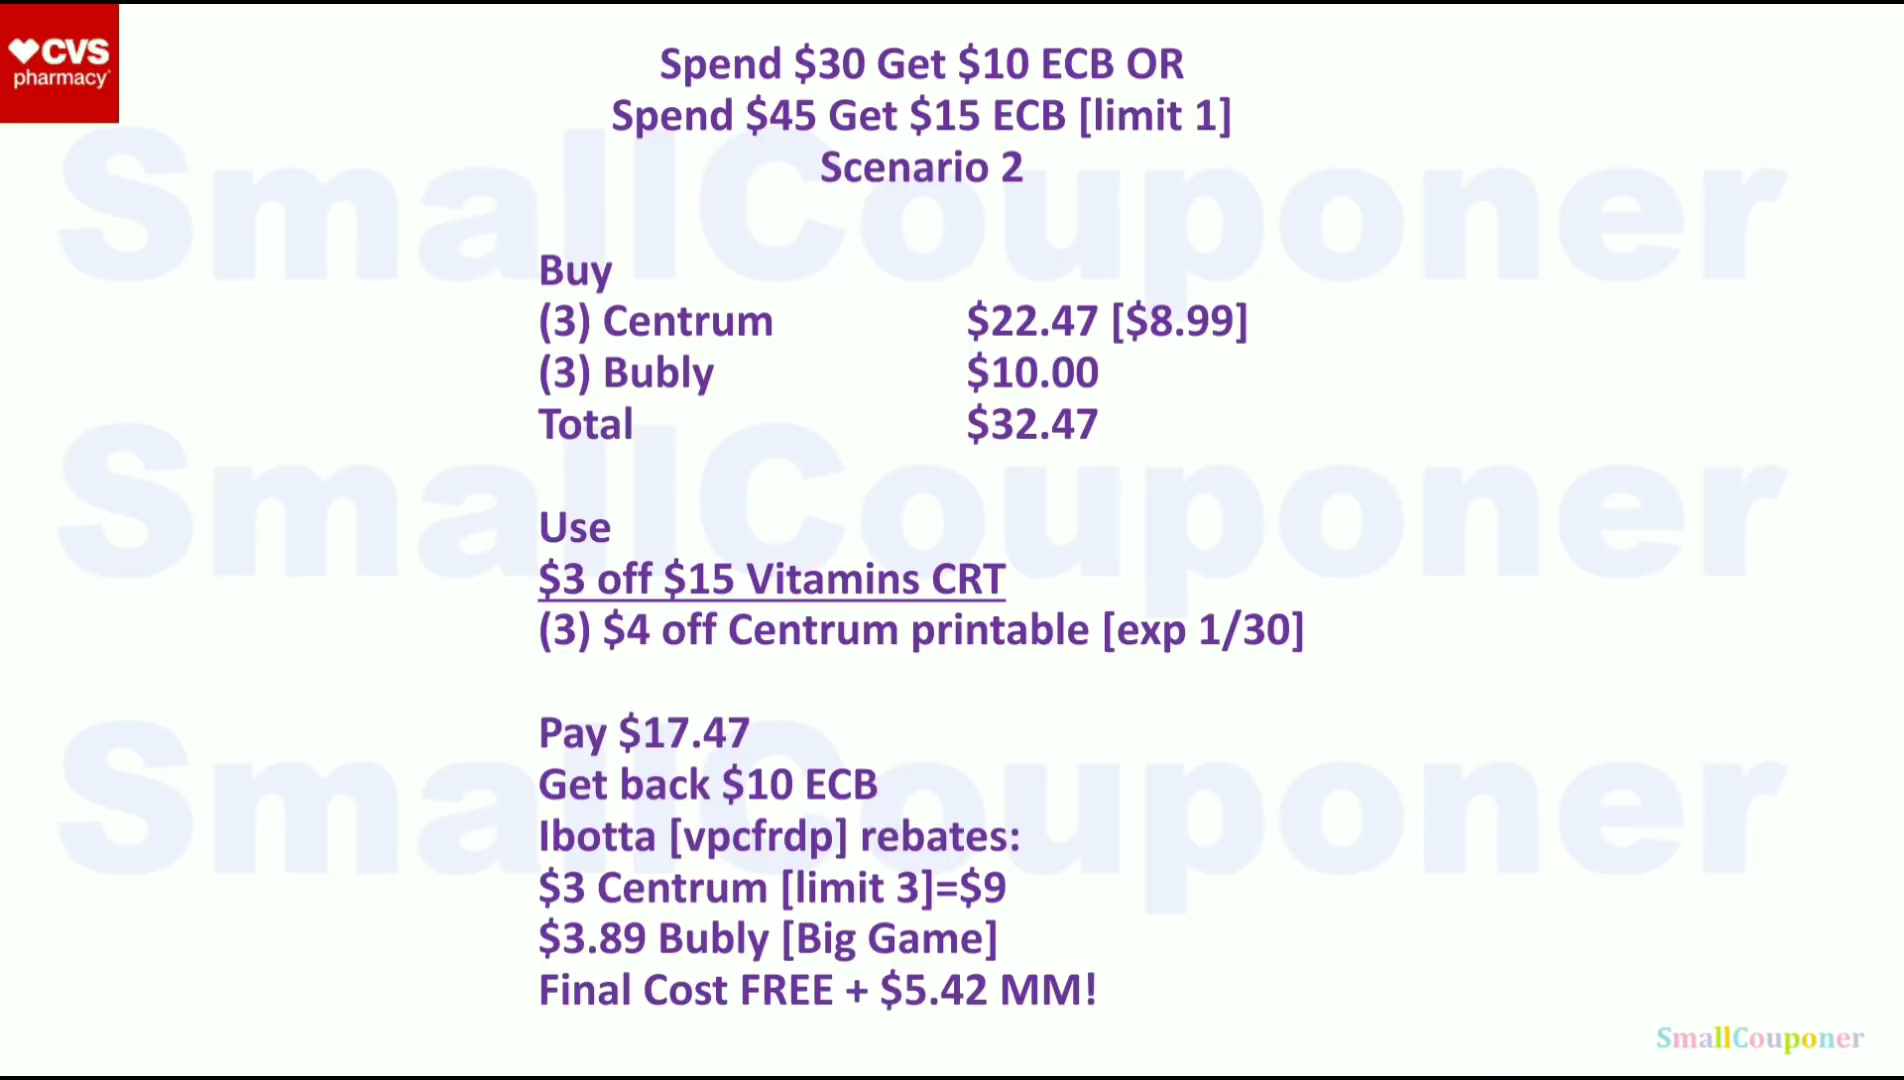 CVS
pharmacy
Spend $30 Get $10 ECB OR
Spend $45 Get $15 ECB [limit 1]
Scenario 2
Buy
(3) Centrum $22.47 [$8.99]
(3) Bubly $10.00
Total $32.47
Use
$3 off $15 Vitamins CRT
(3) $4 off Centrum printable [exp 1/30]
Pay $17.47
Get back $10 ECB
Ibotta [vpcfrdp] rebates:
$3 Centrum [limit 3]=$9
$3.89 Bubly [Big Game]
Final Cost FREE + $5.42 MM!
SmallCouponer
SmallCouponer
SmallCouponer
SmallCouponer